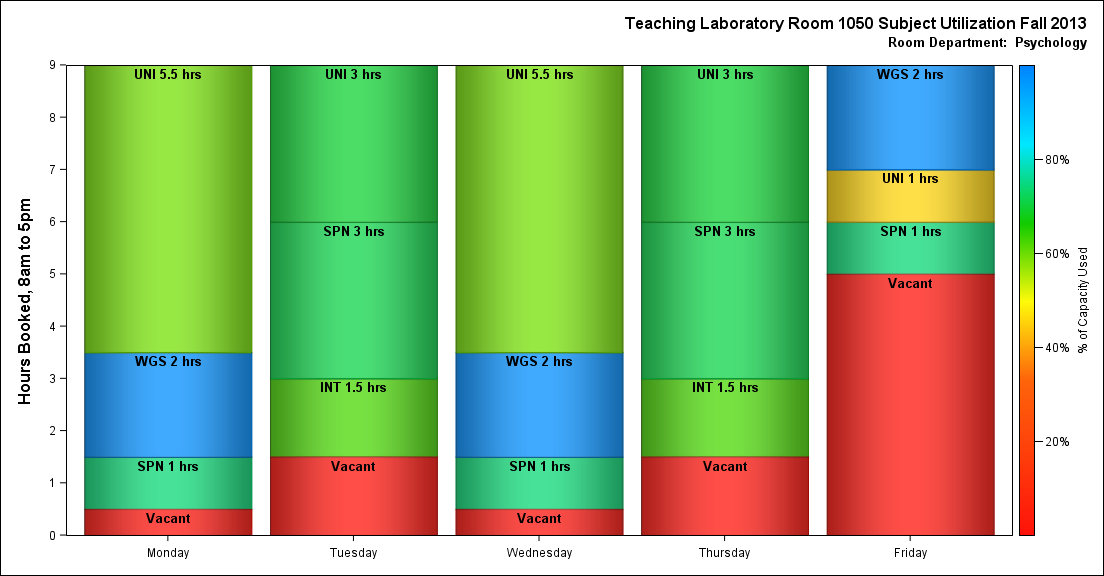 Teaching Laboratory Room 1050 Subject Utilization Fall 2013
Room Department:  Psychology
Hours Booked, 8am to 5pm
9
8
7
6
5
4
3
2
1
0
UNI 5.5 hrs
WGS 2 hrs
SPN 1 hrs
Vacant
UNI 3 hrs
SPN 3 hrs
INT 1.5 hrs
Vacant
UNI 5.5 hrs
WGS 2 hrs
SPN 1 hrs
Vacant
UNI 3 hrs
SPN 3 hrs
INT 1.5 hrs
Vacant
WGS 2 hrs
UNI 1 hrs
SPN 1 hrs
Vacant
Monday
Tuesday
Wednesday
Thursday
Friday
80%
60%
40%
20%
% of Capacity Used